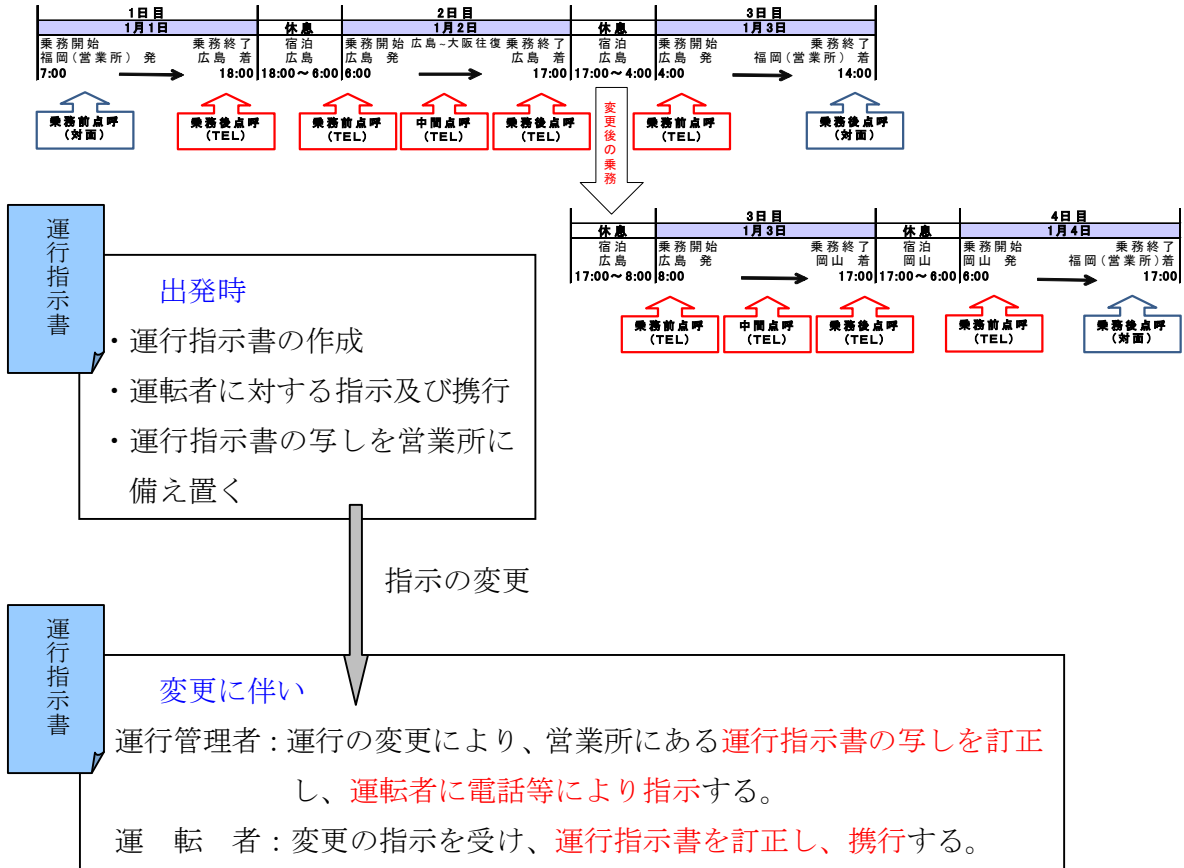 1日目 2日目 3日目
1月1日 休息 1月2日 休息 1月3日
乗務開始 乗務終了 宿泊 乗務開始 広島~大阪往復 乗務終了 宿泊 乗務開始 乗務終了
福岡(営業所) 発 広島 着 広島 広島 発 広島 着 広島 広島 発 福岡(営業所) 着
7:00 18:00 18:00~6:00 6:00 17:00 17:00~4:00 4:00 14:00
乗務前点呼 乗務後点呼 乗務前点呼 中間点呼 乗務後点呼 乗務前点呼 乗務後点呼
(対面) (TEL) (TEL) (TEL) (TEL) (TEL) (対面)
変更後の乗務
3日目 4日目
休息 1月3日 休息 1月4日
宿泊 乗務開始 乗務終了 宿泊 乗務開始 乗務終了
広島 広島 発 岡山 着 岡山 岡山 発 福岡(営業所)着
17:00~8:00 8:00 17:00 17:00~6:00 6:00 17:00
乗務前点呼 中間点呼 乗務後点呼 乗務前点呼 乗務後点呼
(TEL) (TEL) (TEL) (TEL) (対面)
運行指示書
出発時
・運行指示書の作成
・運転者に対する指示及び携行
・運行指示書の写しを営業所に
備え置く
指示の変更
運行指示書
変更に伴い
運行管理者:運行の変更により、営業所にある運行指示書の写しを訂正
し、運転者に電話等により指示する。
運 転 者:変更の指示を受け、運行指示書を訂正し、携行する。